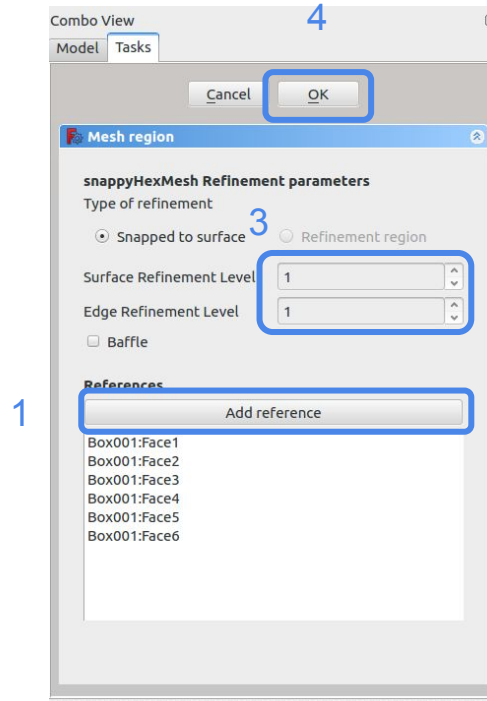 Combo View
4
Model Tasks
Cancel OK
Mesh region
snappyHexMesh Refinement parameters
Type of refinement
3
Snapped to surface Refinement region
Surface Refinement Level 1
Edge Refinement Level 1
Baffle
References
1
Add reference
Box001:Face1
Box001:Face2
Box001:Face3
Box001:Face4
Box001:Face5
Box001:Face6